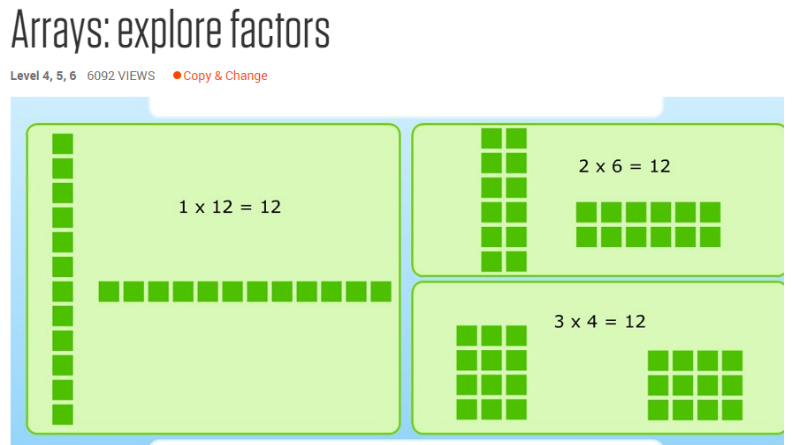 Arrays: explore factors
Level 4, 5, 6 6092 VIEWS Copy & Change
1 x 12 = 12
2 x 6 = 12
3 x 4 = 12